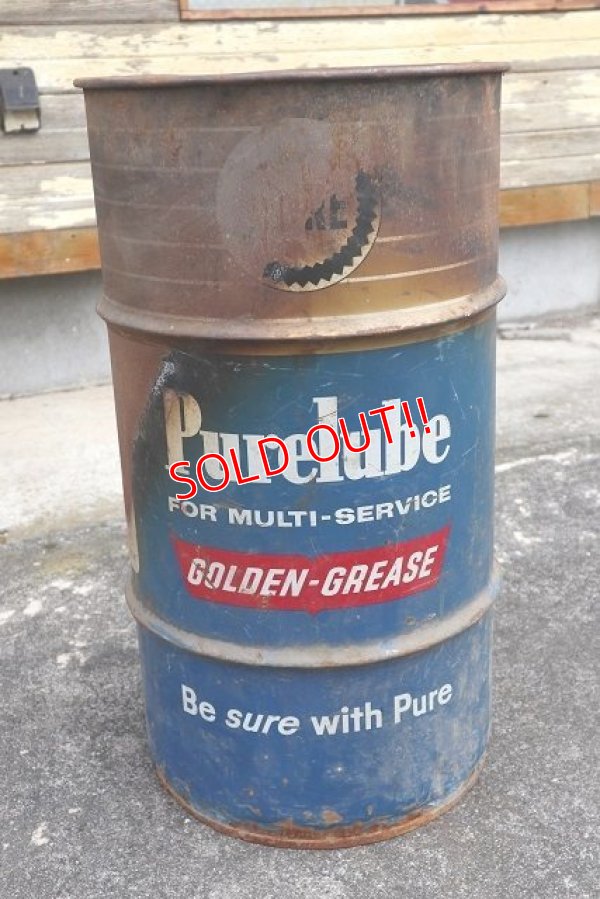 Purelube
SOLD OUT!!
FOR MULTI-SERVICE
GOLDEN-GREASE
Be sure with Pure